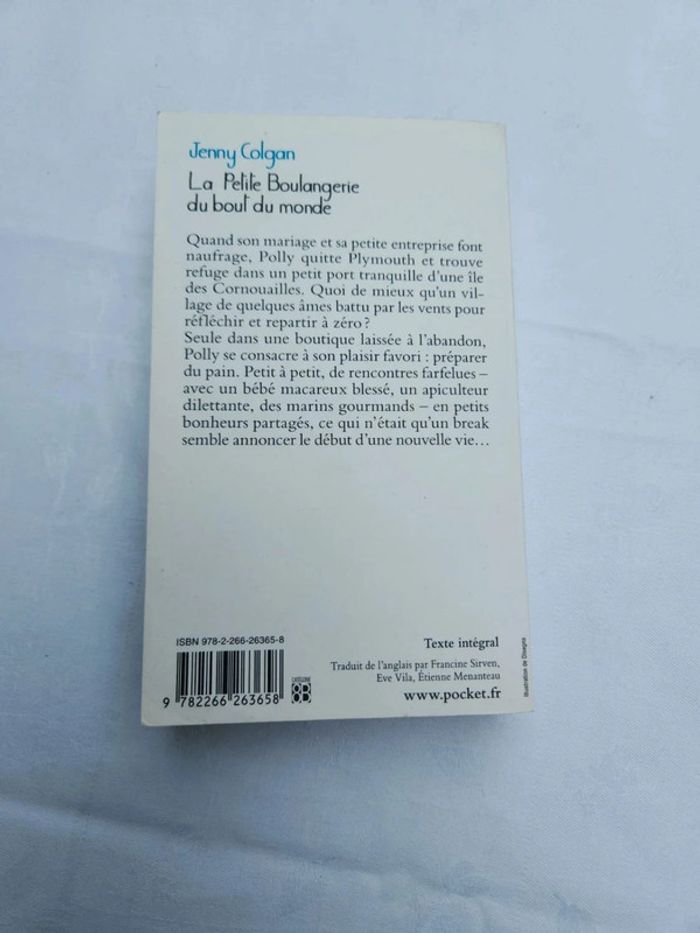 Jenny Colgan
La Petite Boulangerie
du bout du monde
Quand son mariage et sa petite entreprise font
naufrage, Polly quitte Plymouth et trouve
refuge dans un petit port tranquille d'une île
des Cornouailles. Quoi de mieux qu'un vil-
lage de quelques âmes battu par les vents pour
réfléchir et repartir à zéro ?
Seule dans une boutique laissée à l'abandon,
Polly se consacre à son plaisir favori : préparer
du pain. Petit à petit, de rencontres farfelues –
avec un bébé macareux blessé, un apiculteur
dilettante, des marins gourmands – en petits
bonheurs partagés, ce qui n'était qu'un break
semble annoncer le début d'une nouvelle vie…
ISBN 978-2-266-26365-8
9 782266 263658
CATÉGORIE
8B
Texte intégral
Traduit de l'anglais par Francine Sirven,
Eve Vila, Étienne Menanteau
www.pocket.fr
Illustration de Disegna